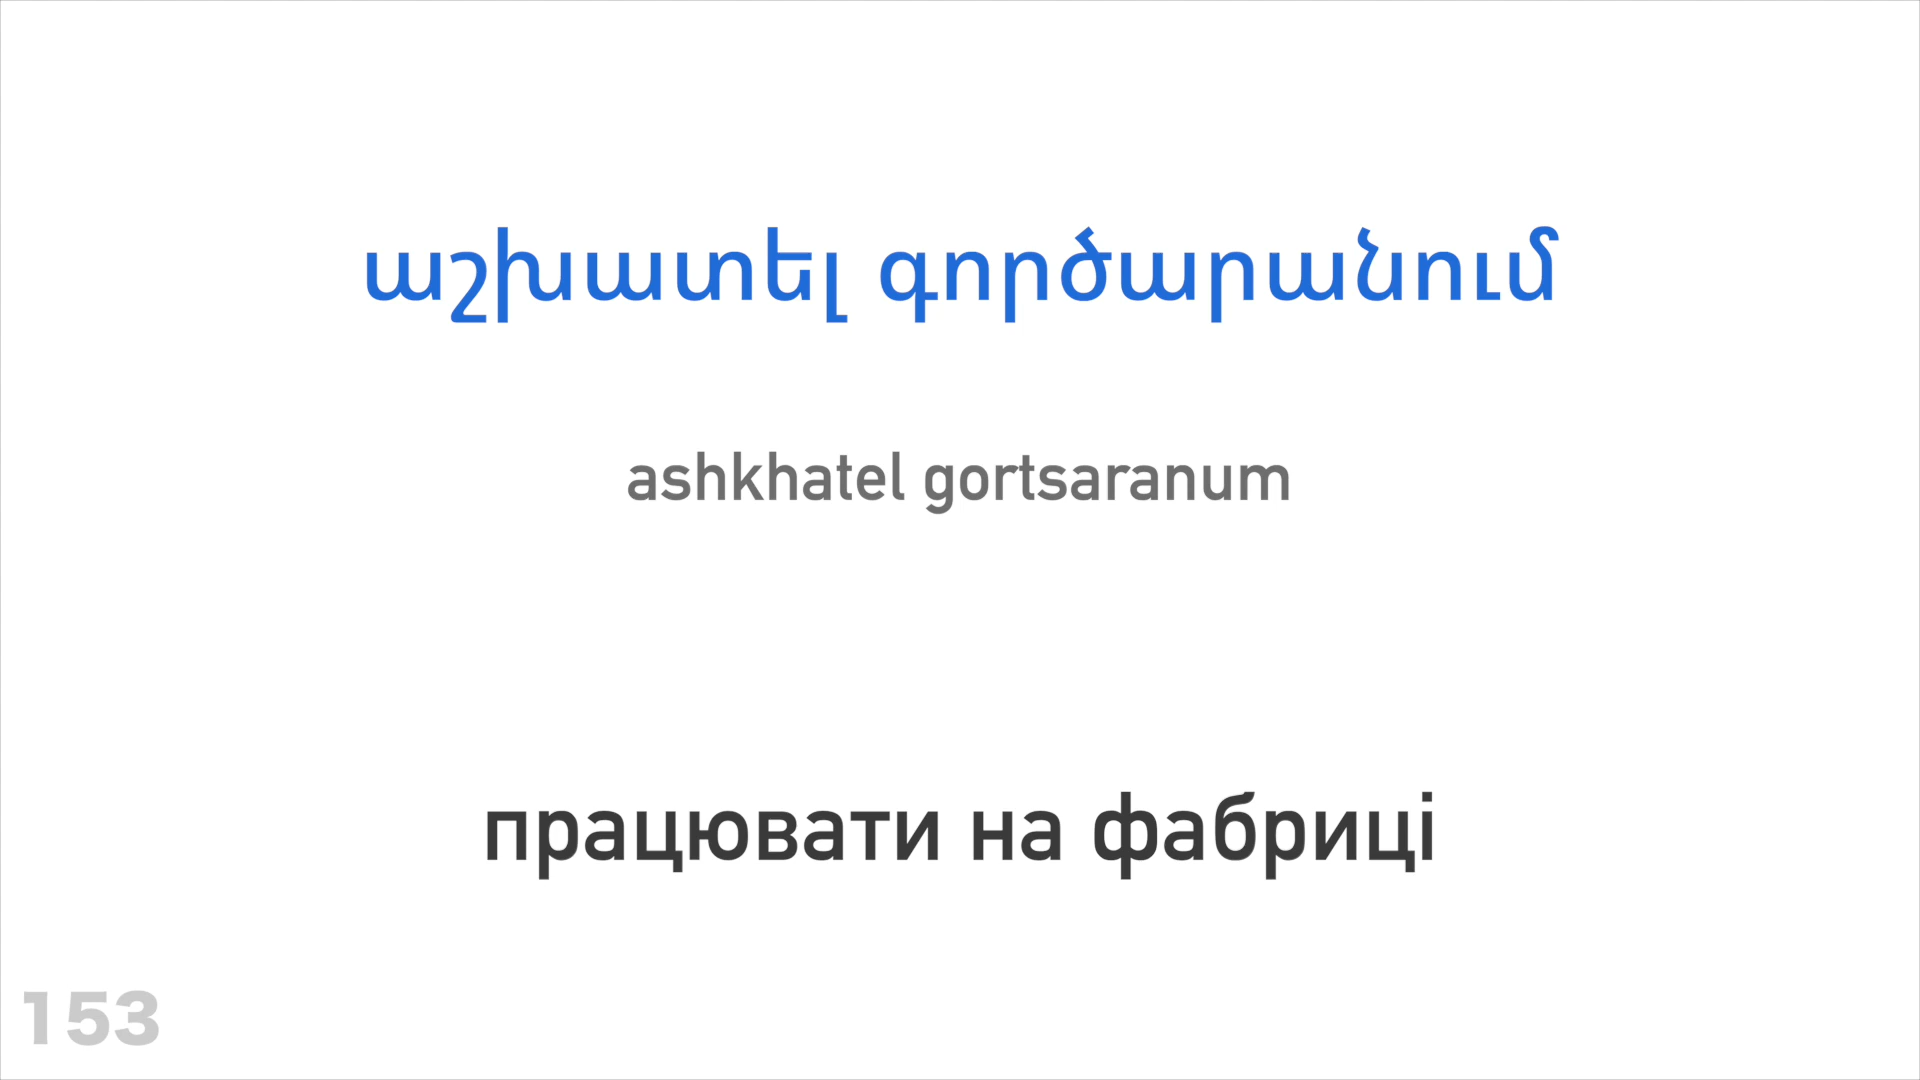 աշխատել գործարանում
ashkhatel gortsaranum
працювати на фабриці
153